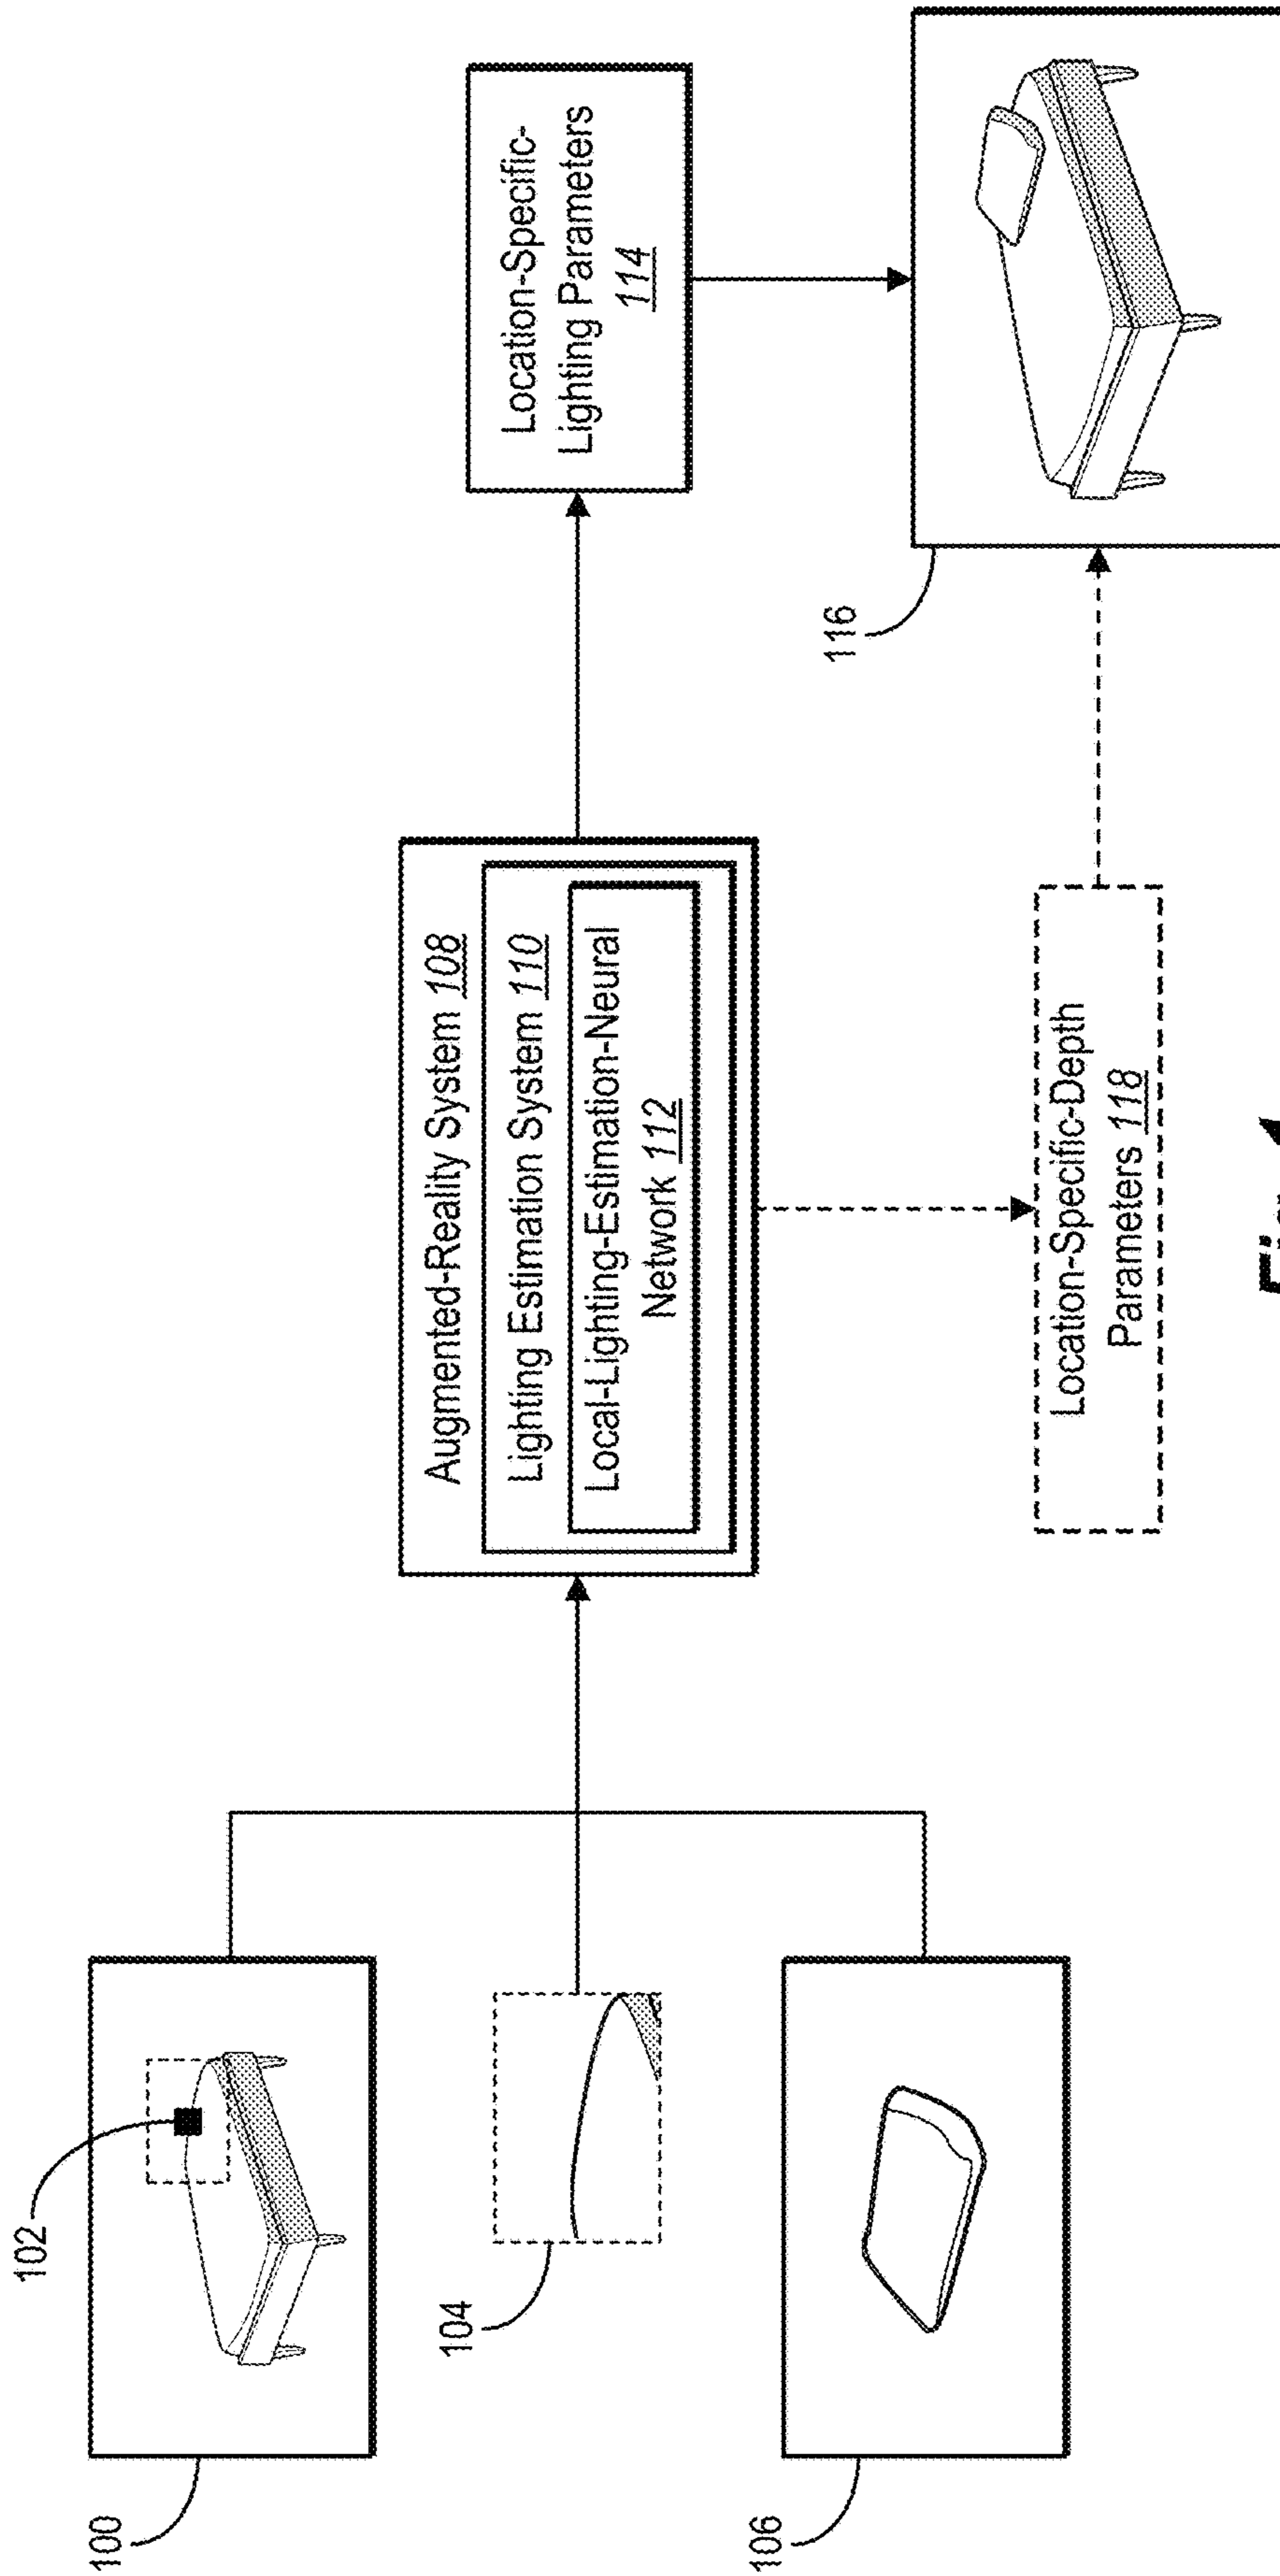 102
100
104
106
Augmented-Reality System 108
Lighting Estimation System 110
Local-Lighting-Estimation-Neural
Network 112
Location-Specific-
Lighting Parameters
114
116
Location-Specific-Depth
Parameters 118